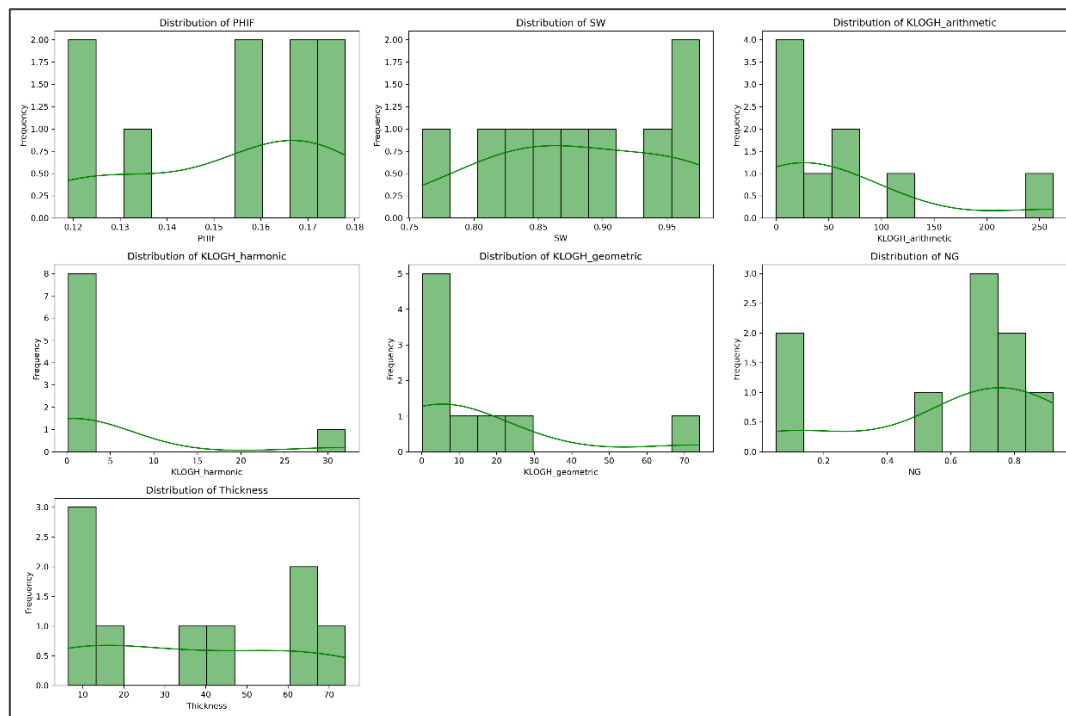 Distribution of PHIF
2.00
1.75
1.50
1.25
1.00
0.75
0.50
0.25
0.00
Frequency
0.12 0.13 0.14 0.15 0.16 0.17 0.18
PHIF
Distribution of SW
2.00
1.75
1.50
1.25
1.00
0.75
0.50
0.25
0.00
Frequency
0.75 0.80 0.85 0.90 0.95
SW
Distribution of KLOGH_arithmetic
4.0
3.5
3.0
2.5
2.0
1.5
1.0
0.5
0.0
Frequency
0 50 100 150 200 250
KLOGH_arithmetic
Distribution of KLOGH_harmonic
8
7
6
5
4
3
2
1
0
Frequency
0 5 10 15 20 25 30
KLOGH_harmonic
Distribution of KLOGH_geometric
5
4
3
2
1
0
Frequency
0 10 20 30 40 50 60 70
KLOGH_geometric
Distribution of NG
3.0
2.5
2.0
1.5
1.0
0.5
0.0
Frequency
0.2 0.4 0.6 0.8
NG
Distribution of Thickness
3.0
2.5
2.0
1.5
1.0
0.5
0.0
Frequency
10 20 30 40 50 60 70
Thickness